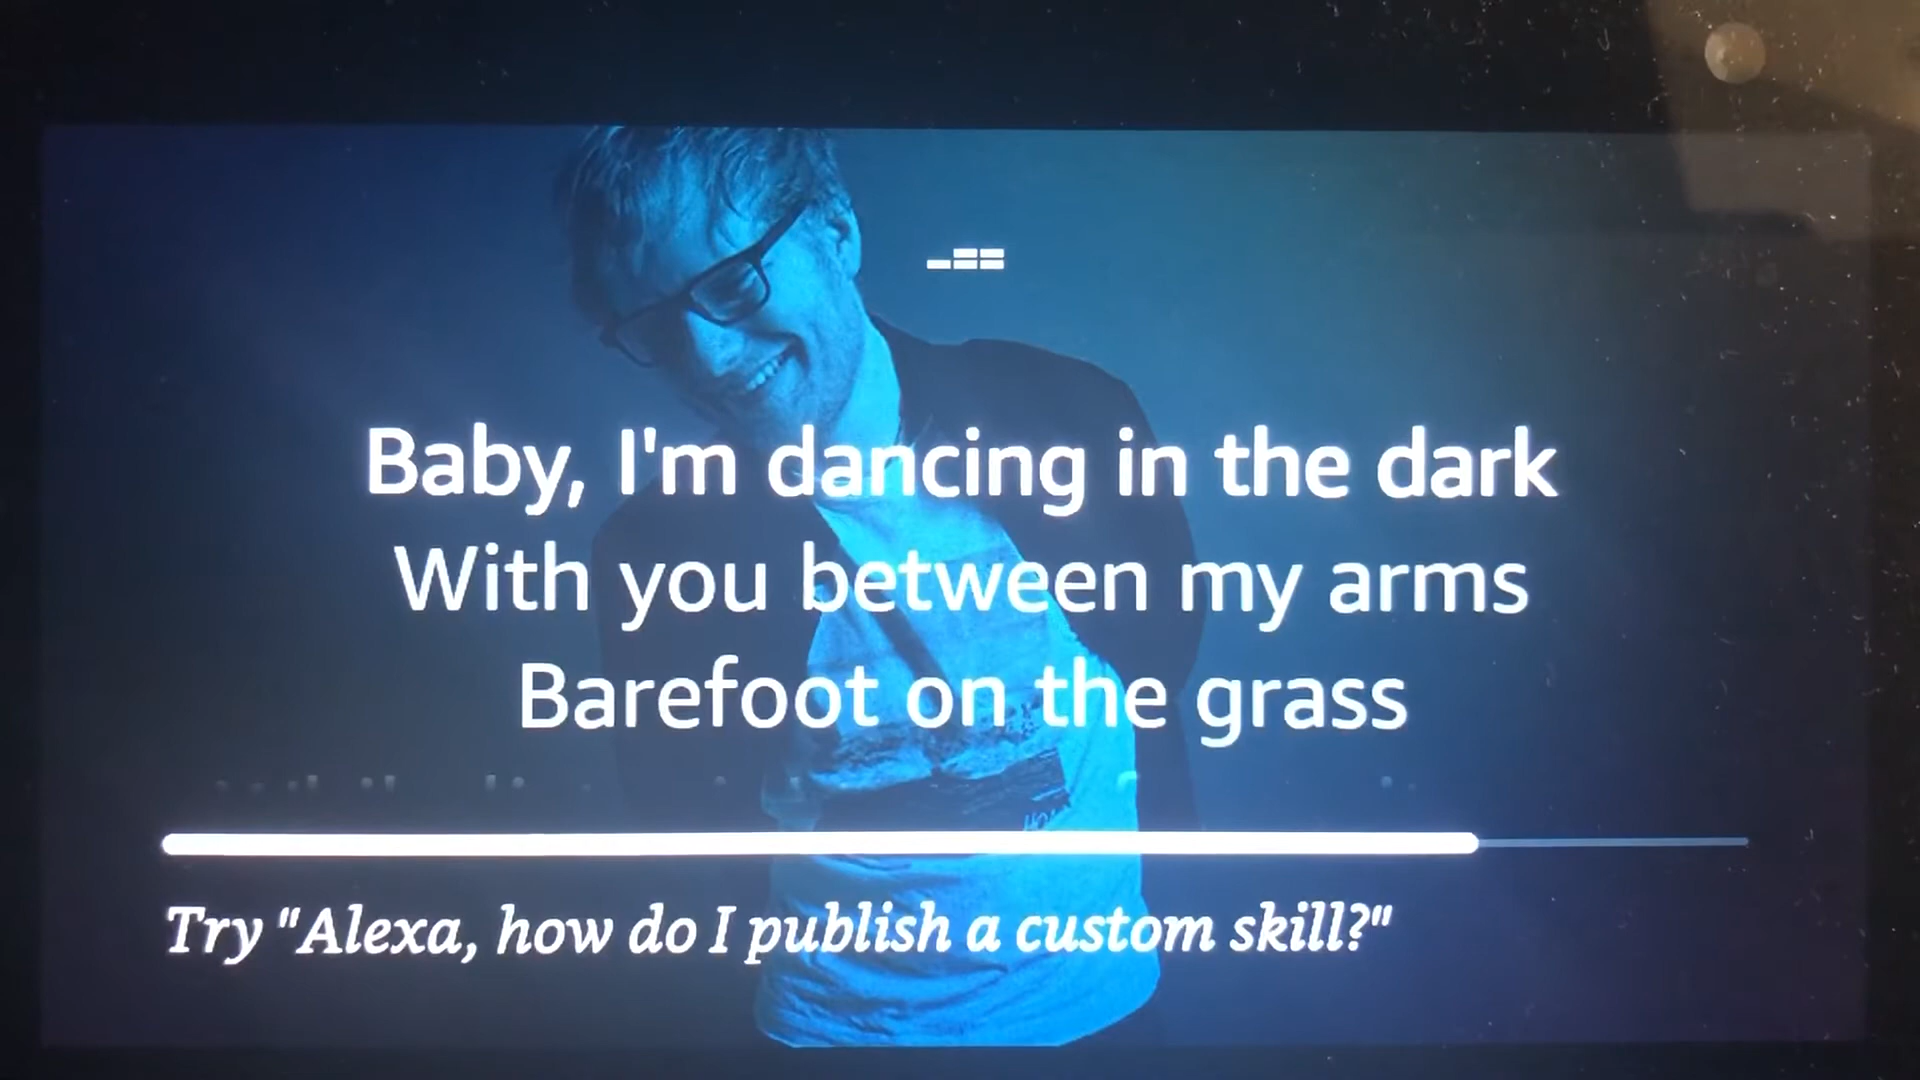 Baby, I'm dancing in the dark
With you between my arms
Barefoot on the grass
Try "Alexa, how do I publish a custom skill?"